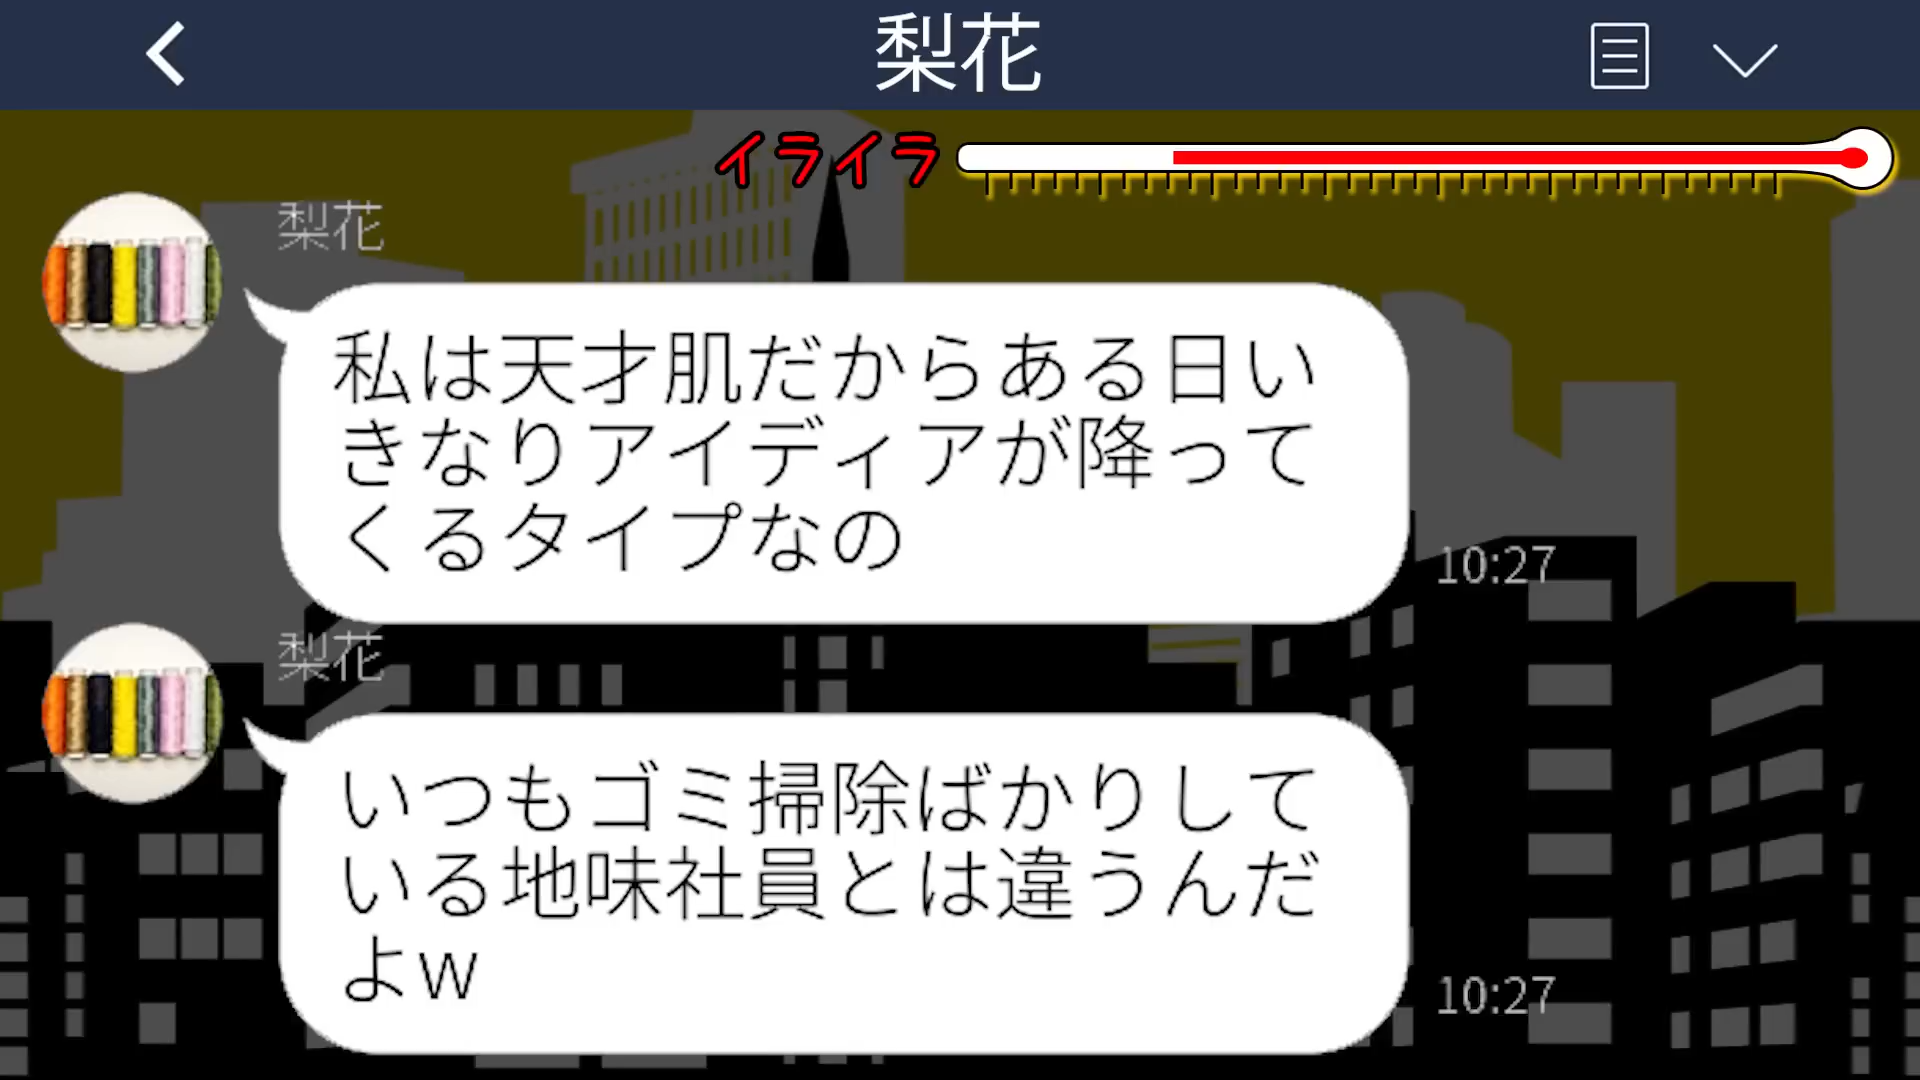 梨花
イライラ
梨花
私は天才肌だからある日い
きなりアイディアが降って
くるタイプなの
10:27
梨花
いつもゴミ掃除ばかりして
いる地味社員とは違うんだ
よw
10:27